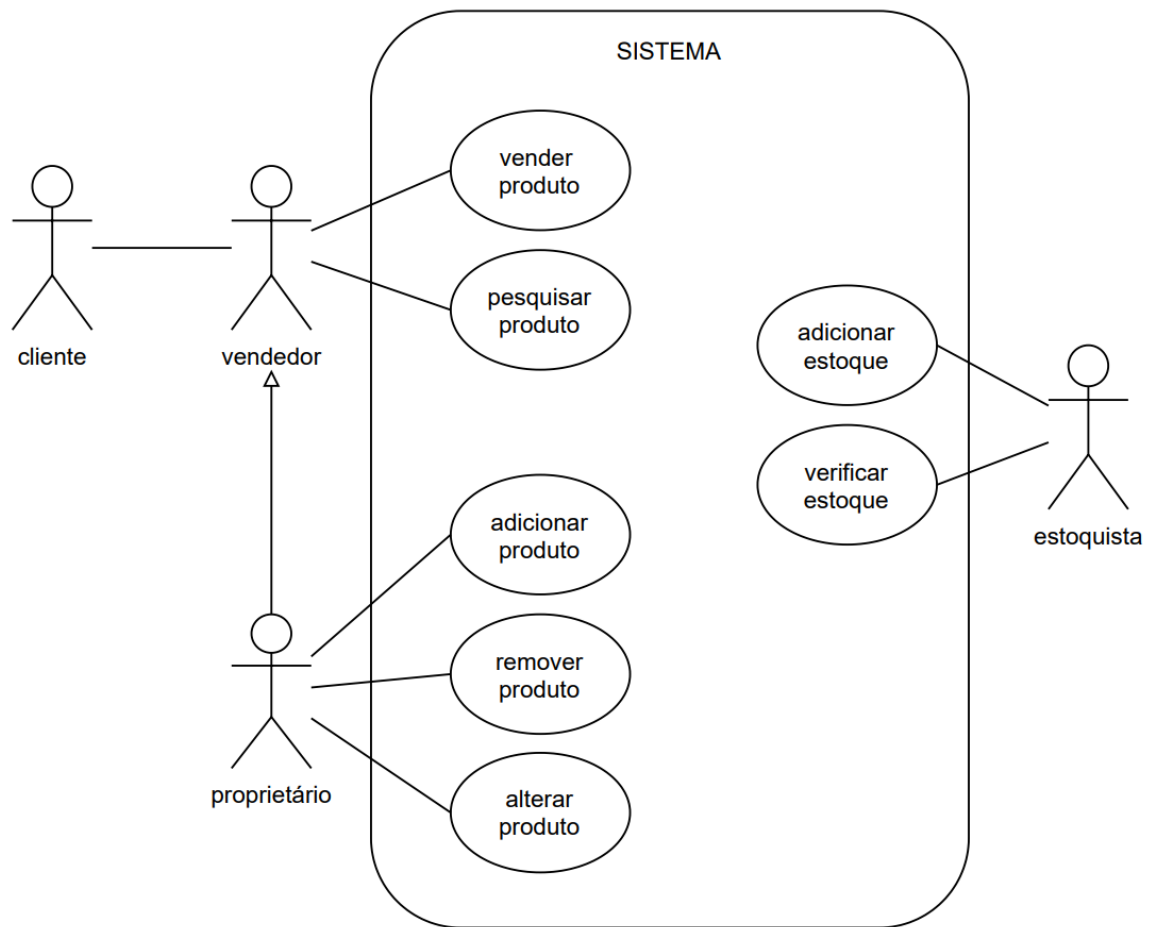 SISTEMA
vender
produto
pesquisar
produto
cliente
vendedor
adicionar
estoque
verificar
estoque
estoquista
adicionar
produto
remover
produto
proprietário
alterar
produto